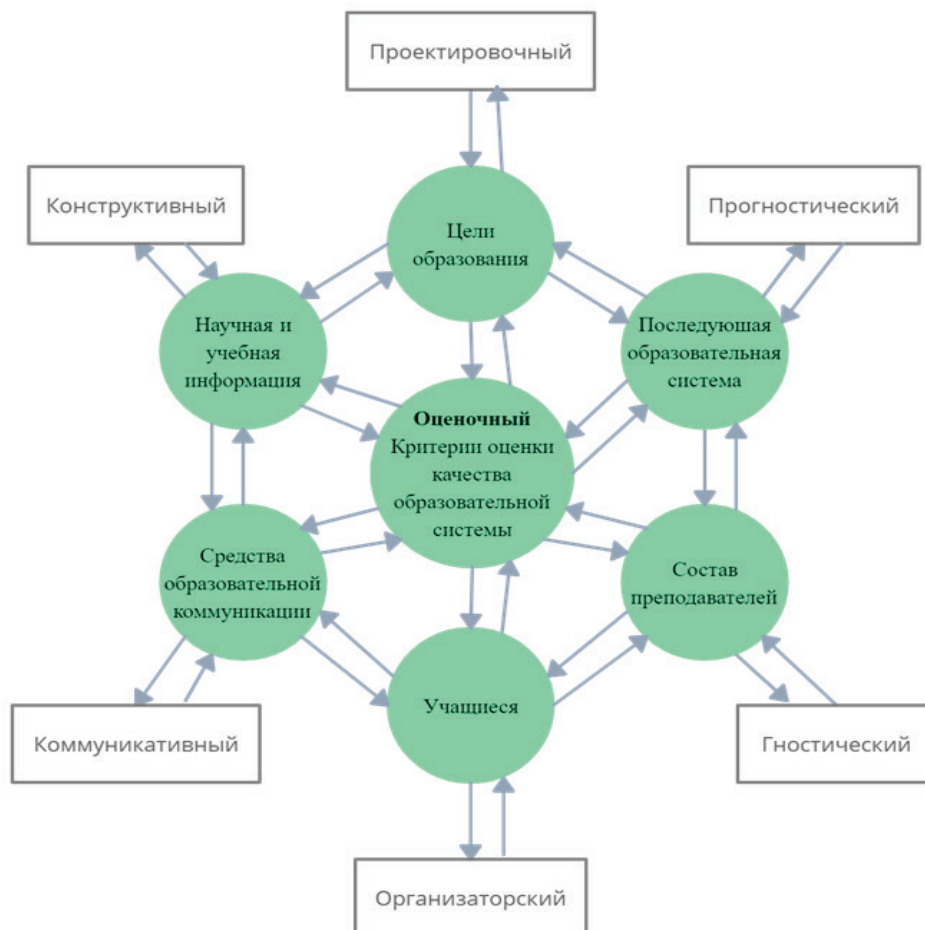 Проектировочный
Конструктивный
Прогностический
Цели
образования
Научная и
учебная
информация
Последуюшая
образовательная
система
Оценочный
Критерии оценки
качества
образовательной
системы
Средства
образовательной
коммуникации
Состав
преподавателей
Учащиеся
Коммуникативный
Гностический
Организаторский